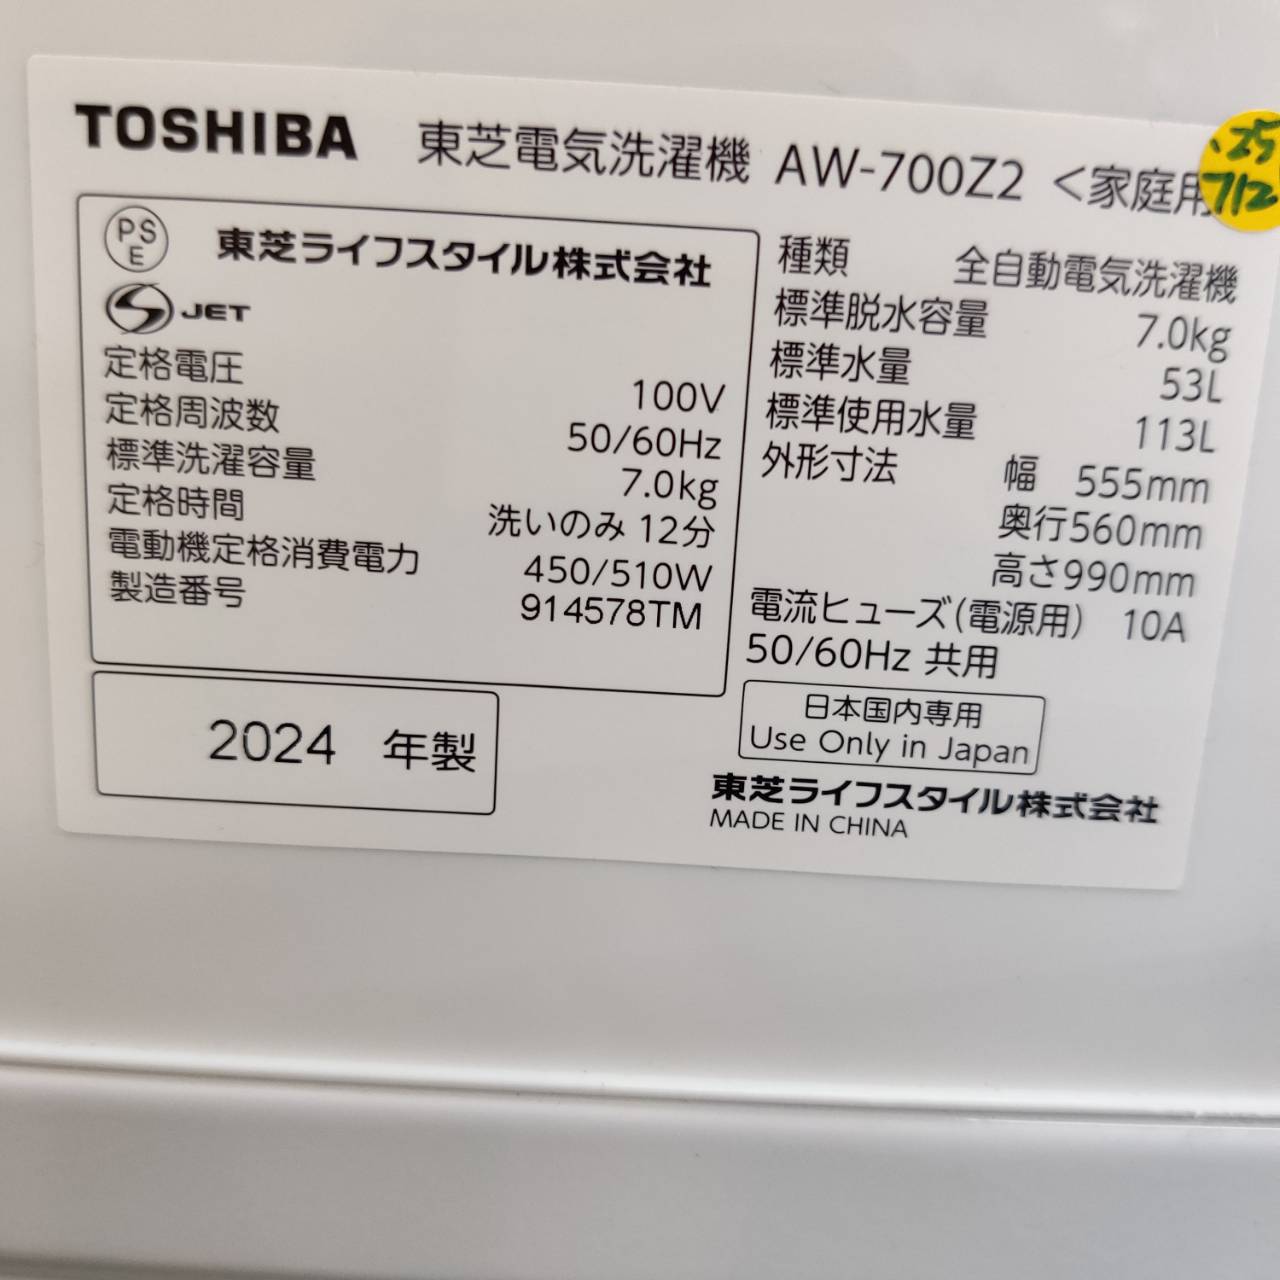 TOSHIBA 東芝電気洗濯機 AW-700Z2 <家庭用
.25
712
PSE 東芝ライフスタイル株式会社
S JET
定格電圧 100V
定格周波数 50/60Hz
標準洗濯容量 7.0kg
定格時間 洗いのみ 12分
電動機定格消費電力 450/510W
製造番号 914578TM
2024 年製
種類 全自動電気洗濯機
標準脱水容量 7.0kg
標準水量 53L
標準使用水量 113L
外形寸法 幅 555mm
奥行560mm
高さ990mm
電流ヒューズ(電源用) 10A
50/60Hz 共用
日本国内専用
Use Only in Japan
東芝ライフスタイル株式会社
MADE IN CHINA